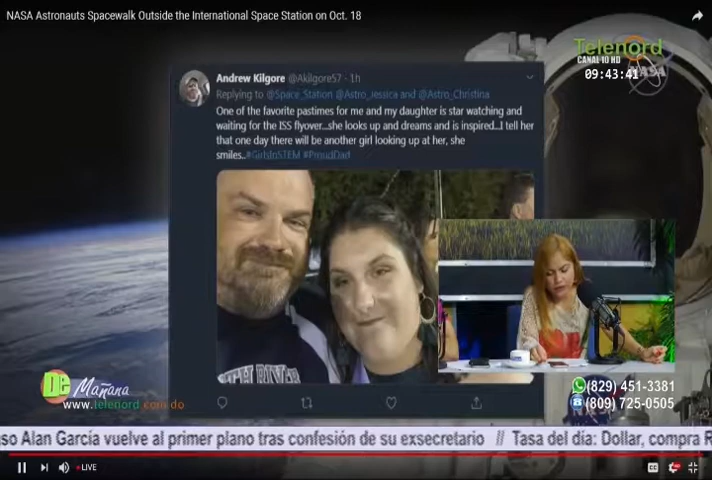 NASA Astronauts Spacewalk Outside the International Space Station on Oct. 18
Telenord
CANAL 10 HD
NASA
09:43:41
Andrew Kilgore @Akilgore57 · 1h
Replying to @Space_Station @Astro_Jessica and @Astro_Christina
One of the favorite pastimes for me and my daughter is star watching and
waiting for the ISS flyover...she looks up and dreams and is inspired...I tell her
that one day there will be another girl looking up at her, she
smiles..#GirlsInSTEM #ProudDad
RIVER
De Mañana
www.telenord.com.do
(829) 451-3381
(809) 725-0505
so Alan García vuelve al primer plano tras confesión de su exsecretario // Tasa del día: Dollar, compra R
LIVE
CC